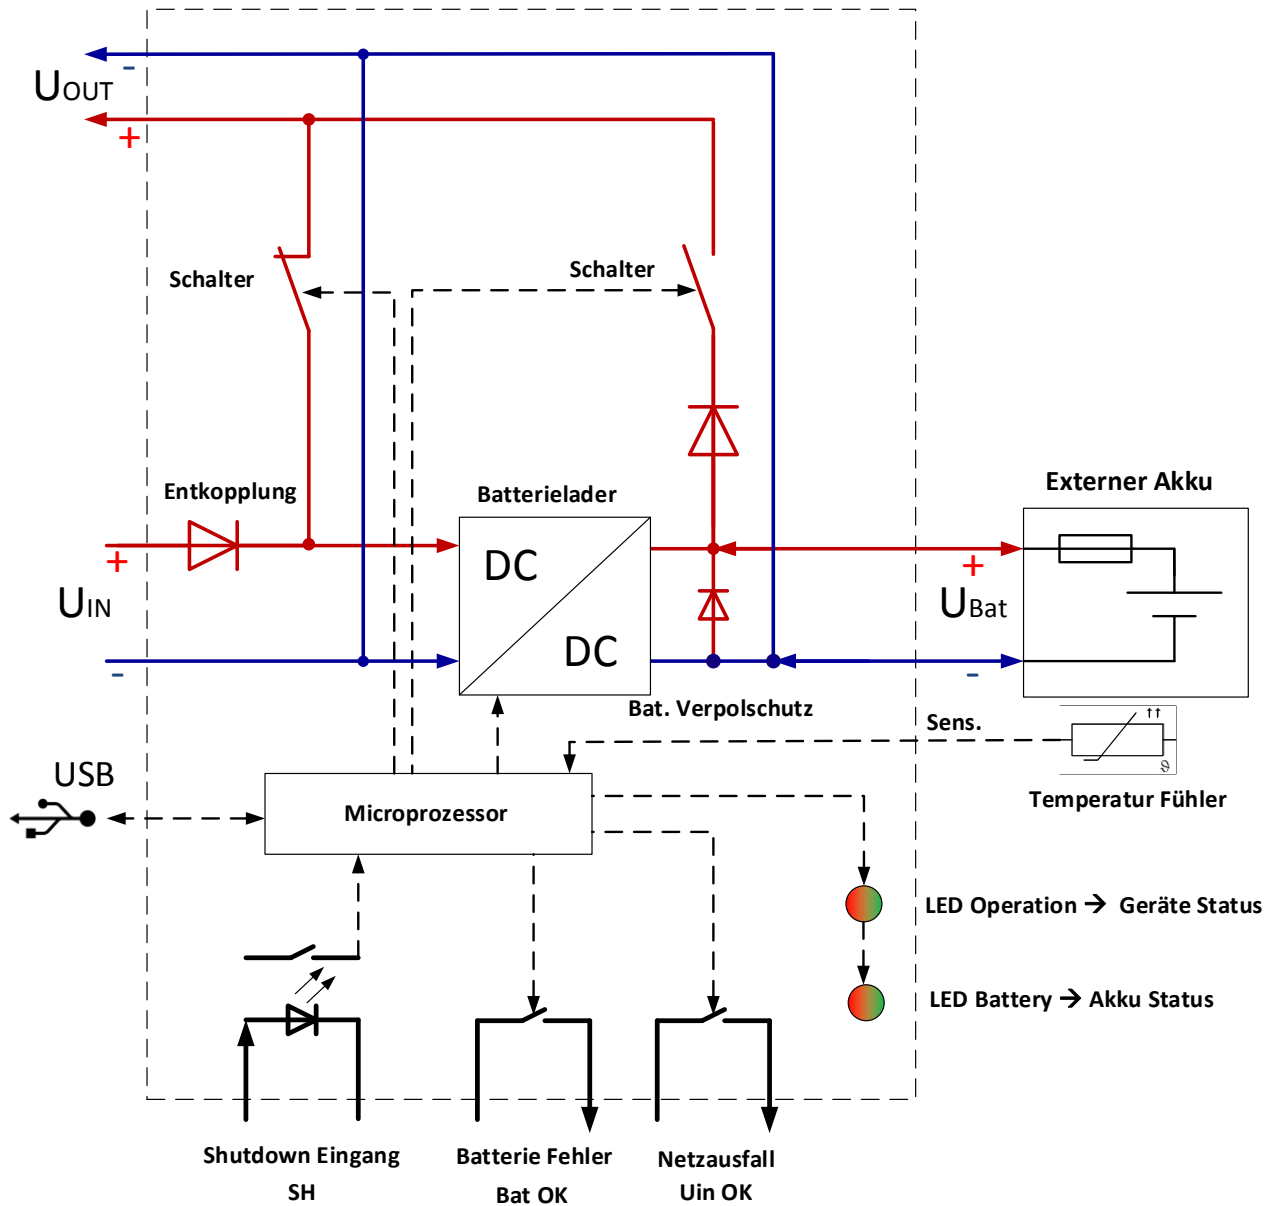 -
UOUT
+
Schalter
Schalter
Entkopplung
Batterielader
Externer Akku
DC
DC
+
UIN
-
+
UBat
-
Bat. Verpolschutz
Sens.
↑↑
ϑ
Temperatur Fühler
USB
Microprozessor
LED Operation → Geräte Status
LED Battery → Akku Status
Shutdown Eingang
SH
Batterie Fehler
Bat OK
Netzausfall
Uin OK